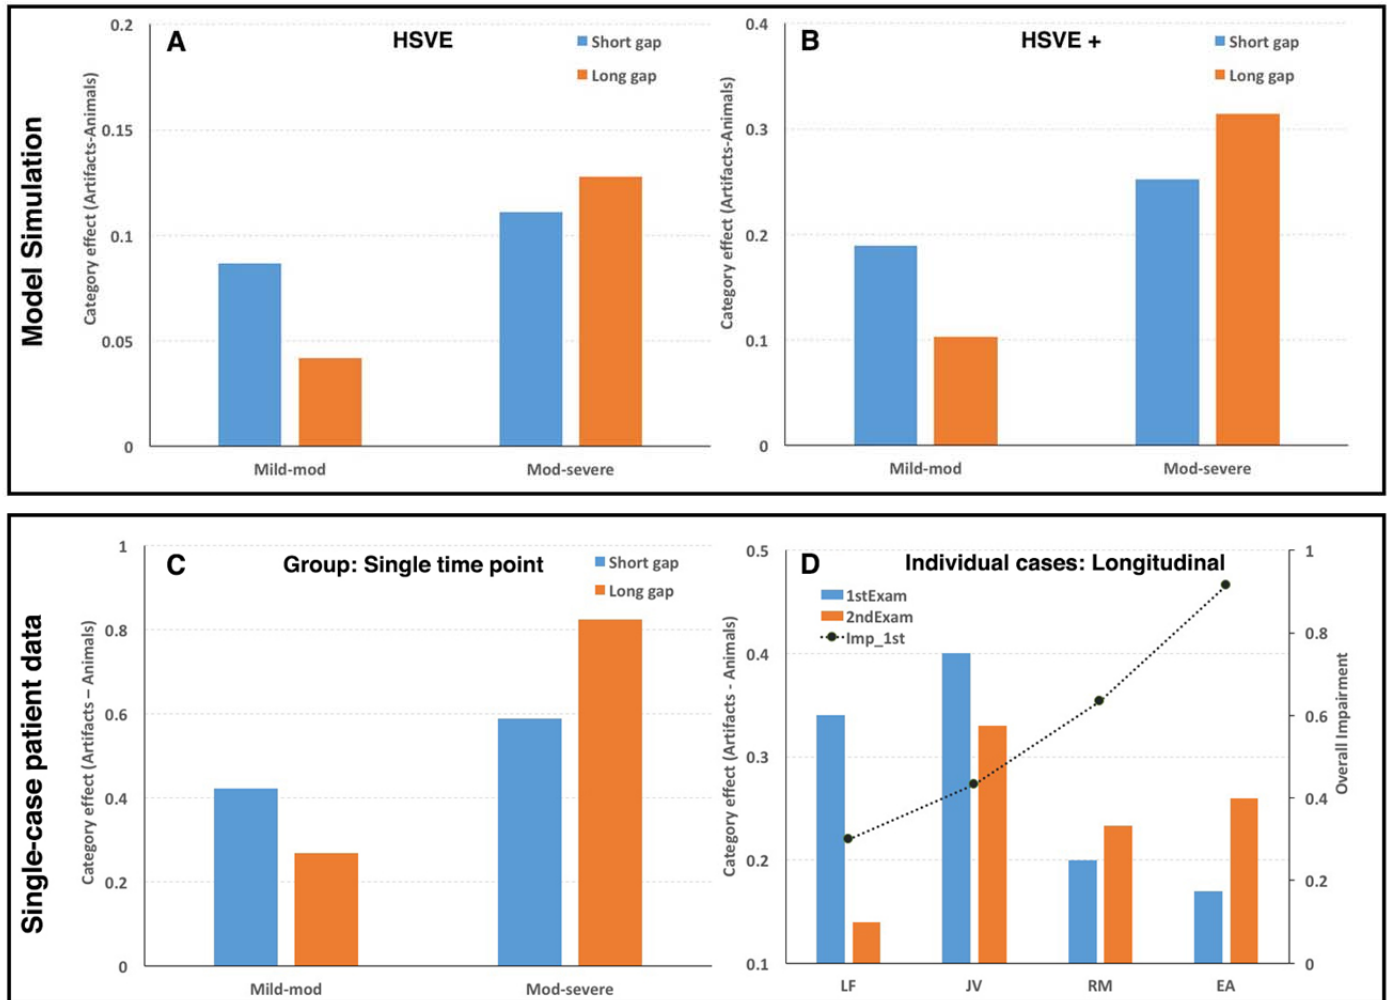 Model Simulation
A
HSVE
Short gap
Long gap
Category effect (Artifacts-Animals)
0.2
0.15
0.1
0.05
0
Mild-mod
Mod-severe
B
HSVE +
Short gap
Long gap
Category effect (Artifacts-Animals)
0.4
0.3
0.2
0.1
0
Mild-mod
Mod-severe
Single-case patient data
C
Group: Single time point
Short gap
Long gap
Category effect (Artifacts – Animals)
1
0.8
0.6
0.4
0.2
0
Mild-mod
Mod-severe
D
Individual cases: Longitudinal
1stExam
2ndExam
Imp_1st
Category effect (Artifacts - Animals)
0.5
0.4
0.3
0.2
0.1
LF
JV
RM
EA
1
0.8
0.6
0.4
0.2
0
Overall Impairment